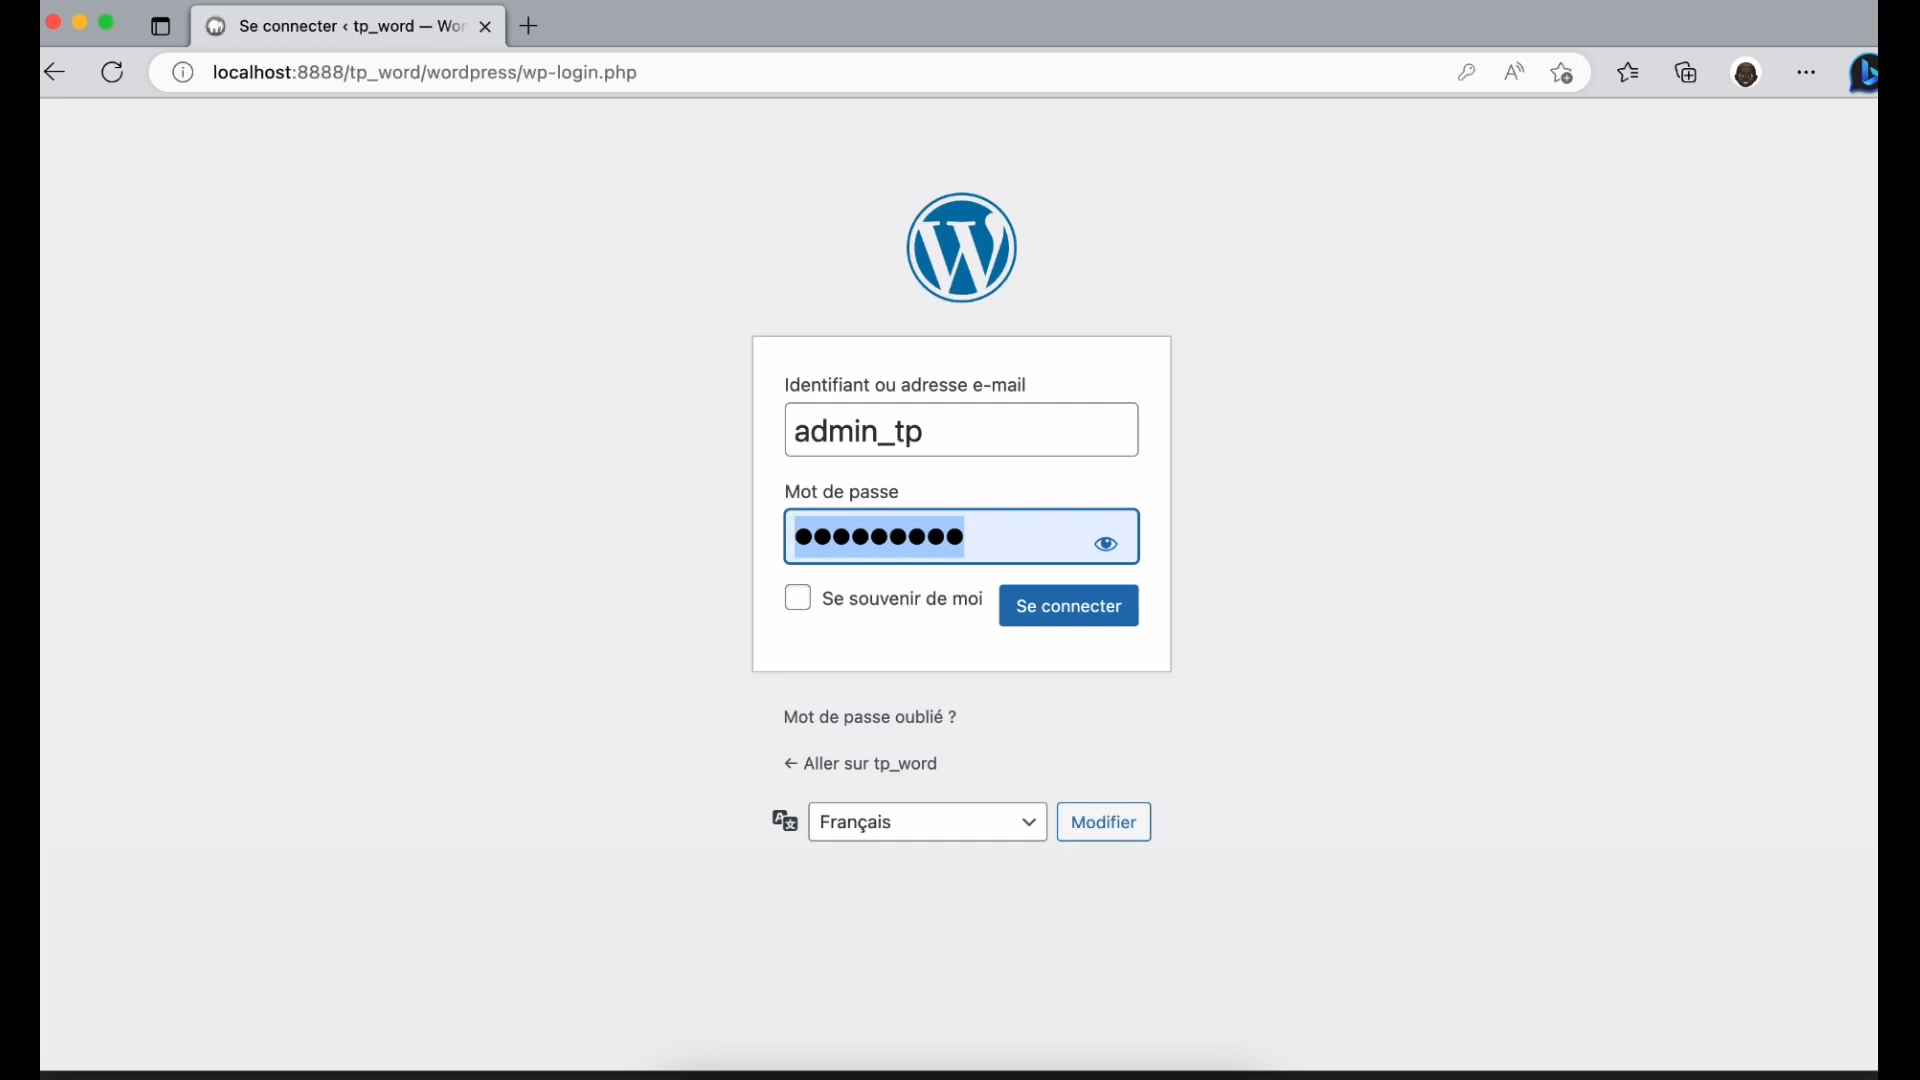 Se connecter ‹ tp_word — Wor
localhost:8888/tp_word/wordpress/wp-login.php
Identifiant ou adresse e-mail
admin_tp
Mot de passe
●●●●●●●●●
Se souvenir de moi
Se connecter
Mot de passe oublié ?
← Aller sur tp_word
Français
Modifier